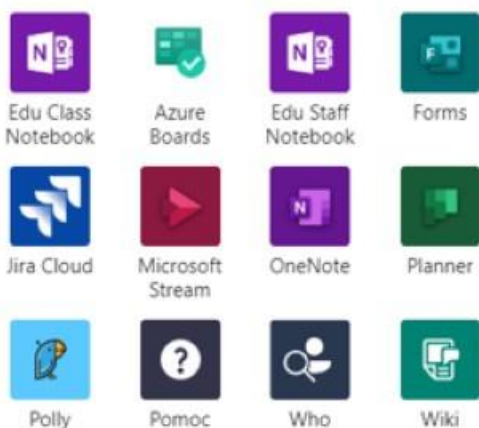 Edu Class Notebook
Azure Boards
Edu Staff Notebook
Forms
Jira Cloud
Microsoft Stream
OneNote
Planner
Polly
Pomoc
Who
Wiki